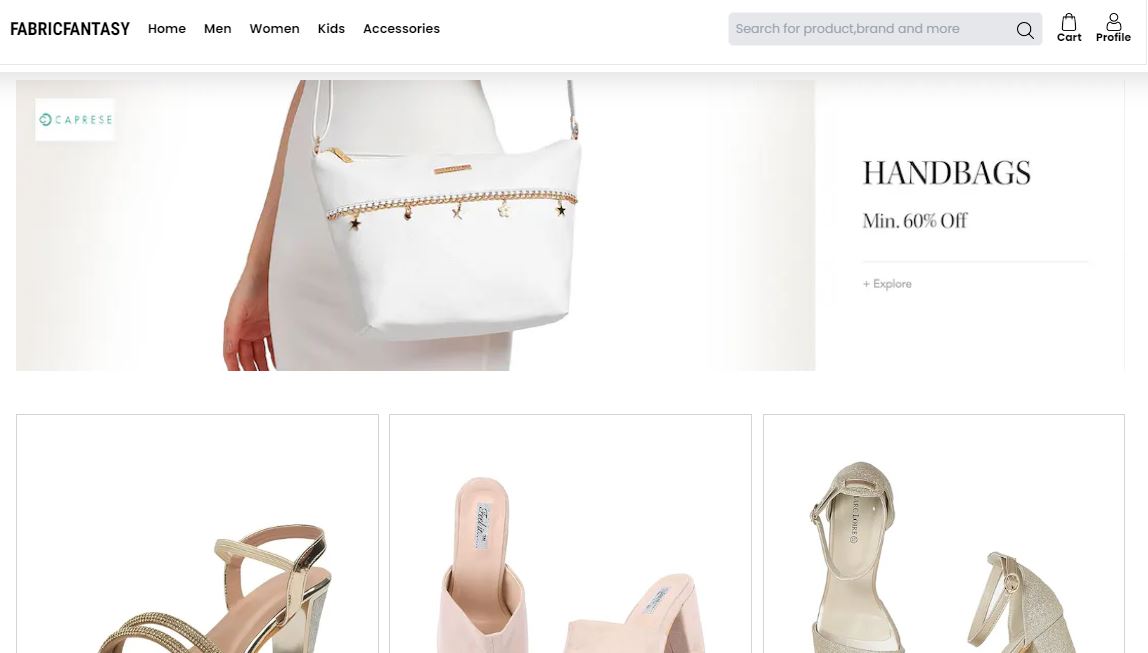 FABRICFANTASY
Home
Men
Women
Kids
Accessories
Search for product,brand and more
Cart
Profile
CAPRESE
HANDBAGS
Min. 60% Off
+ Explore